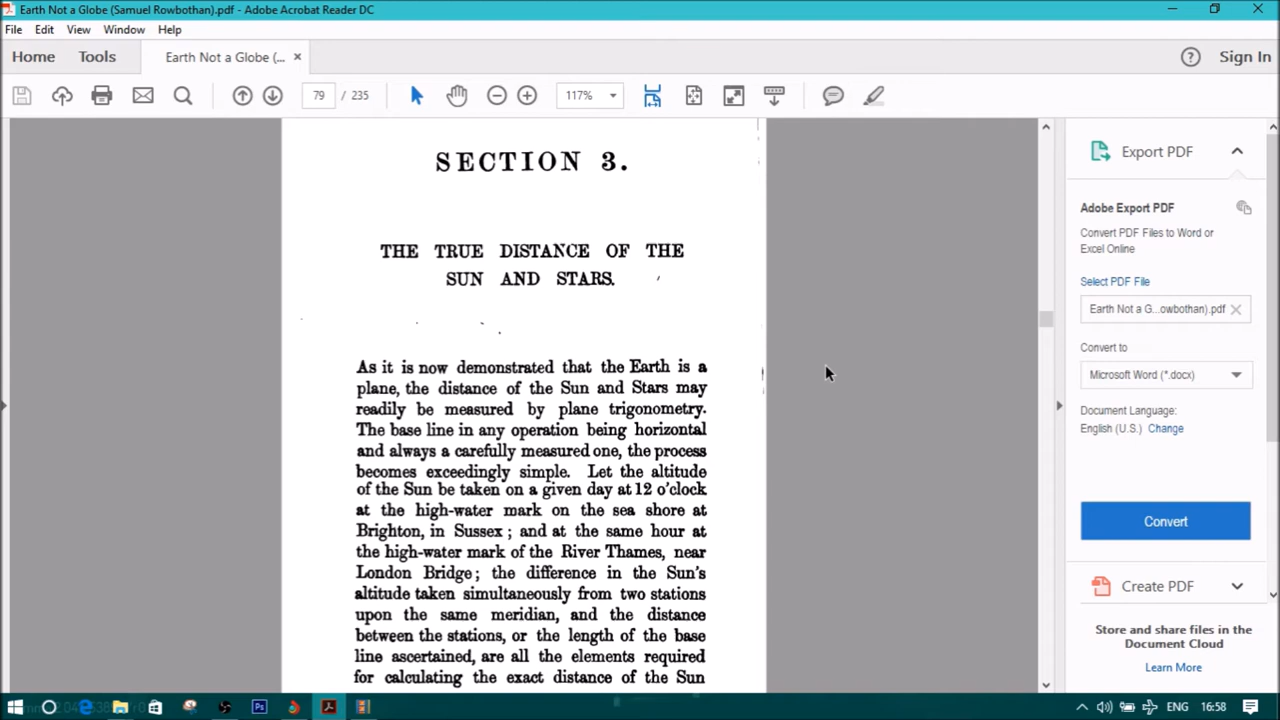 Earth Not a Globe (Samuel Rowbothan).pdf - Adobe Acrobat Reader DC
File Edit View Window Help
Home Tools Earth Not a Globe (... × Sign In
79 / 235 117%
SECTION 3.
THE TRUE DISTANCE OF THE
SUN AND STARS.
As it is now demonstrated that the Earth is a
plane, the distance of the Sun and Stars may
readily be measured by plane trigonometry.
The base line in any operation being horizontal
and always a carefully measured one, the process
becomes exceedingly simple. Let the altitude
of the Sun be taken on a given day at 12 o'clock
at the high-water mark on the sea shore at
Brighton, in Sussex ; and at the same hour at
the high-water mark of the River Thames, near
London Bridge ; the difference in the Sun's
altitude taken simultaneously from two stations
upon the same meridian, and the distance
between the stations, or the length of the base
line ascertained, are all the elements required
for calculating the exact distance of the Sun
Export PDF
Adobe Export PDF
Convert PDF Files to Word or
Excel Online
Select PDF File
Earth Not a G...owbothan).pdf
Convert to
Microsoft Word (*.docx)
Document Language:
English (U.S.) Change
Convert
Create PDF
Store and share files in the
Document Cloud
Learn More
Ps ENG 16:58